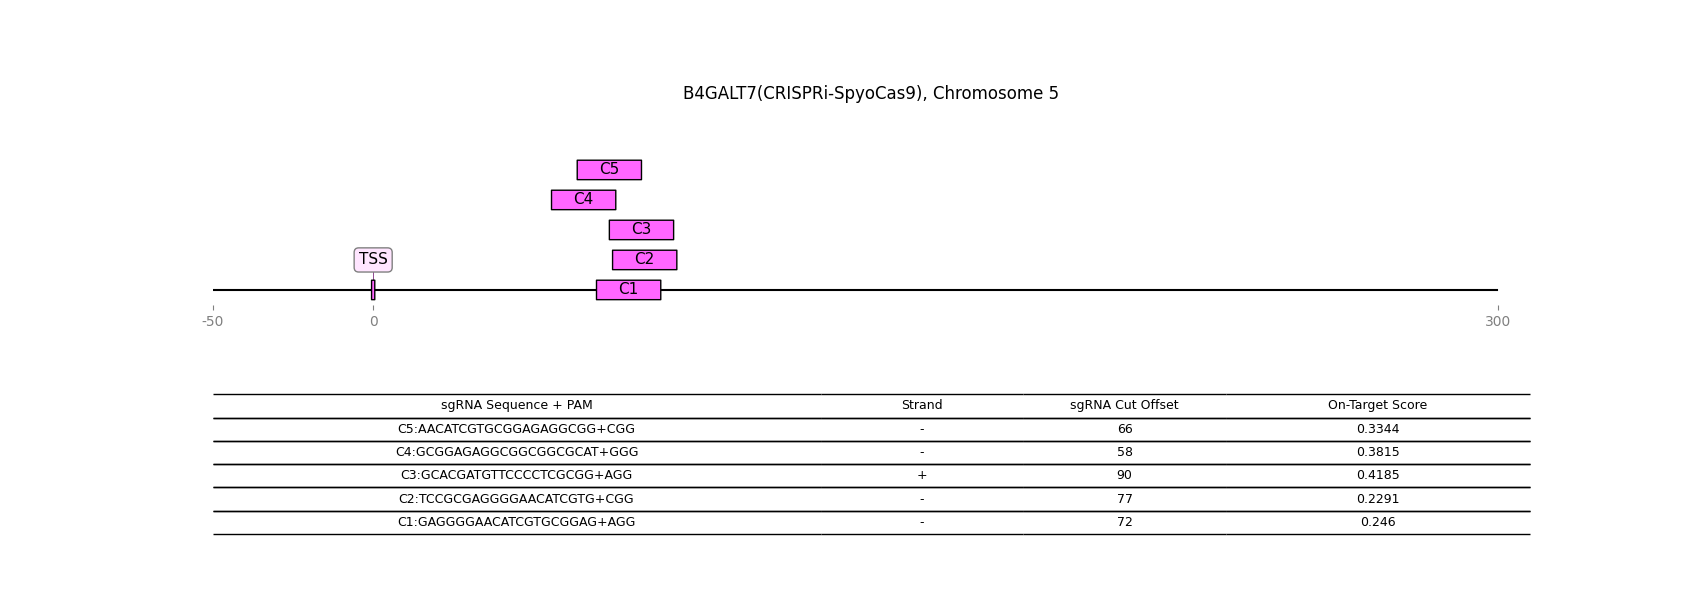 B4GALT7(CRISPRi-SpyoCas9), Chromosome 5
C5
C4
C3
TSS C2
C1
-50 0 300
sgRNA Sequence + PAM Strand sgRNA Cut Offset On-Target Score
C5:AACATCGTGCGGAGAGGCGG+CGG - 66 0.3344
C4:GCGGAGAGGCGGCGGCGCAT+GGG - 58 0.3815
C3:GCACGATGTTCCCCTCGCGG+AGG + 90 0.4185
C2:TCCGCGAGGGGAACATCGTG+CGG - 77 0.2291
C1:GAGGGGAACATCGTGCGGAG+AGG - 72 0.246